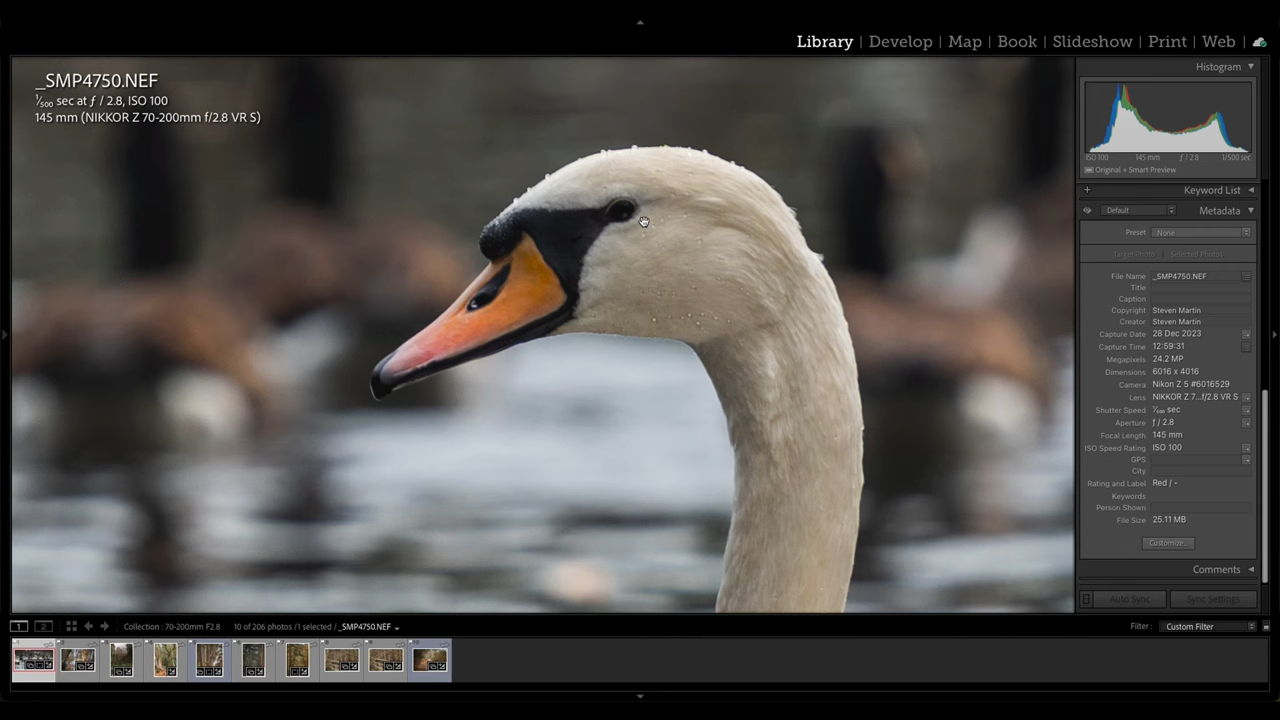 Library | Develop | Map | Book | Slideshow | Print | Web
_SMP4750.NEF
1/500 sec at ƒ / 2.8, ISO 100
145 mm (NIKKOR Z 70-200mm f/2.8 VR S)
Histogram
ISO 100 145 mm ƒ / 2.8 1/500 sec
Original + Smart Preview
Keyword List
Default Metadata
Preset None
Target Photo Selected Photos
File Name _SMP4750.NEF
Title
Caption
Copyright Steven Martin
Creator Steven Martin
Capture Date 28 Dec 2023
Capture Time 12:59:31
Megapixels 24.2 MP
Dimensions 6016 x 4016
Camera Nikon Z 5 #6016529
Lens NIKKOR Z 7...f/2.8 VR S
Shutter Speed 1/500 sec
Aperture ƒ / 2.8
Focal Length 145 mm
ISO Speed Rating ISO 100
GPS
City
Rating and Label Red / -
Keywords
Person Shown
File Size 25.11 MB
Customize...
Comments
Auto Sync Sync Settings
1 2 Collection : 70-200mm F2.8 10 of 206 photos / 1 selected / _SMP4750.NEF Filter : Custom Filter